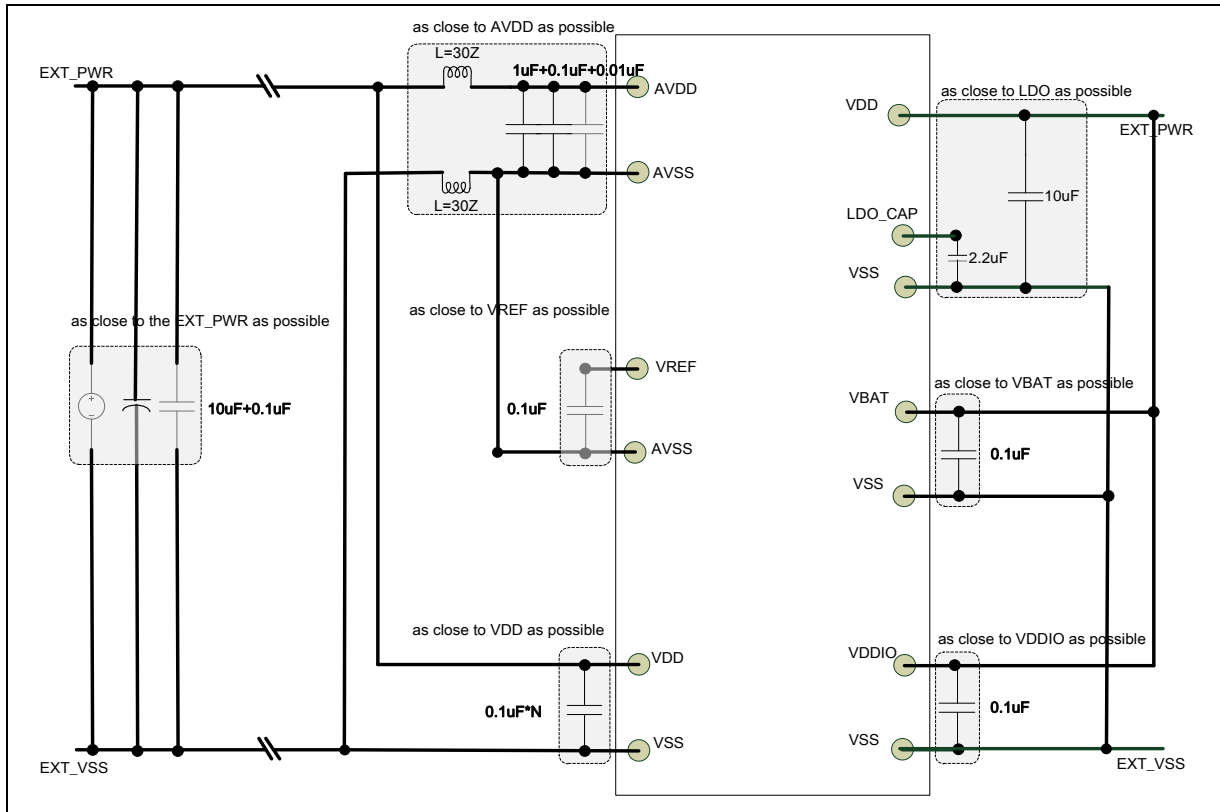 as close to AVDD as possible
L=30Z
EXT_PWR
1uF+0.1uF+0.01uF
AVDD
AVSS
L=30Z
as close to the EXT_PWR as possible
+
-
10uF+0.1uF
as close to VREF as possible
VREF
0.1uF
AVSS
as close to VDD as possible
VDD
0.1uF*N
VSS
EXT_VSS
as close to LDO as possible
VDD
EXT_PWR
10uF
LDO_CAP
2.2uF
VSS
as close to VBAT as possible
VBAT
0.1uF
VSS
as close to VDDIO as possible
VDDIO
0.1uF
VSS
EXT_VSS